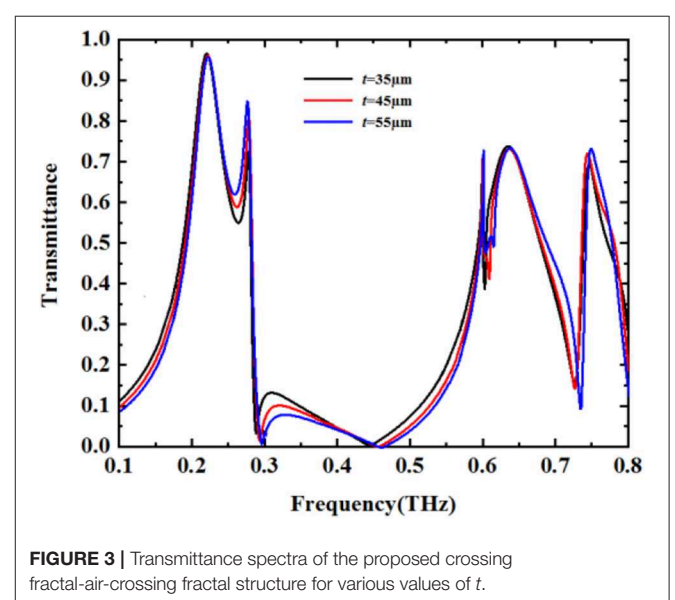 1.0
0.9
0.8
0.7
0.6
0.5
0.4
0.3
0.2
0.1
0.0
Transmittance
t=35μm
t=45μm
t=55μm
0.1 0.2 0.3 0.4 0.5 0.6 0.7 0.8
Frequency(THz)
FIGURE 3 | Transmittance spectra of the proposed crossing
fractal-air-crossing fractal structure for various values of t.